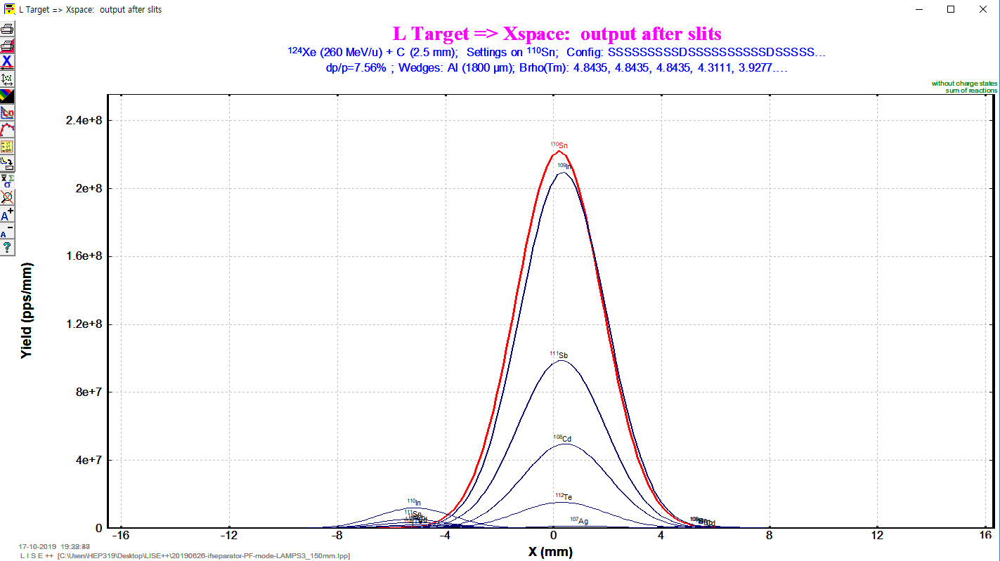 L Target => Xspace: output after slits
L Target => Xspace: output after slits
¹²⁴Xe (260 MeV/u) + C (2.5 mm); Settings on ¹¹⁰Sn; Config: SSSSSSSSSDSSSSSSSSSSDSSSSS...
dp/p=7.56% ; Wedges: Al (1800 µm); Brho(Tm): 4.8435, 4.8435, 4.8435, 4.3111, 3.9277....
without charge states
sum of reactions
X
Ln
x̄ Σ
σ
A+
A-
?
Yield (pps/mm)
2.4e+8
2e+8
1.6e+8
1.2e+8
8e+7
4e+7
0
¹¹⁰Sn
¹⁰⁹In
¹¹¹Sb
¹⁰⁸Cd
¹¹²Te
¹⁰⁷Ag
¹¹⁰In
¹¹¹Sn
-16 -12 -8 -4 0 4 8 12 16
X (mm)
17-10-2019
L I S E ++ [C:\Users\HEP319\Desktop\LISE++\20190626-ifseparator-PF-mode-LAMPS3_150mm.lpp]